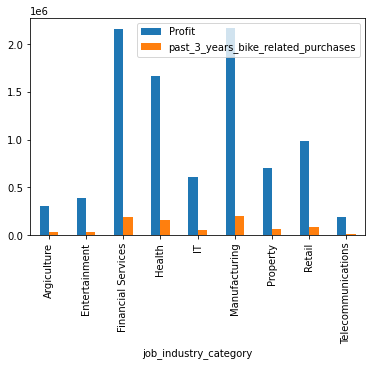 1e6
Profit
past_3_years_bike_related_purchases
2.0
1.5
1.0
0.5
0.0
Argiculture
Entertainment
Financial Services
Health
IT
Manufacturing
Property
Retail
Telecommunications
job_industry_category